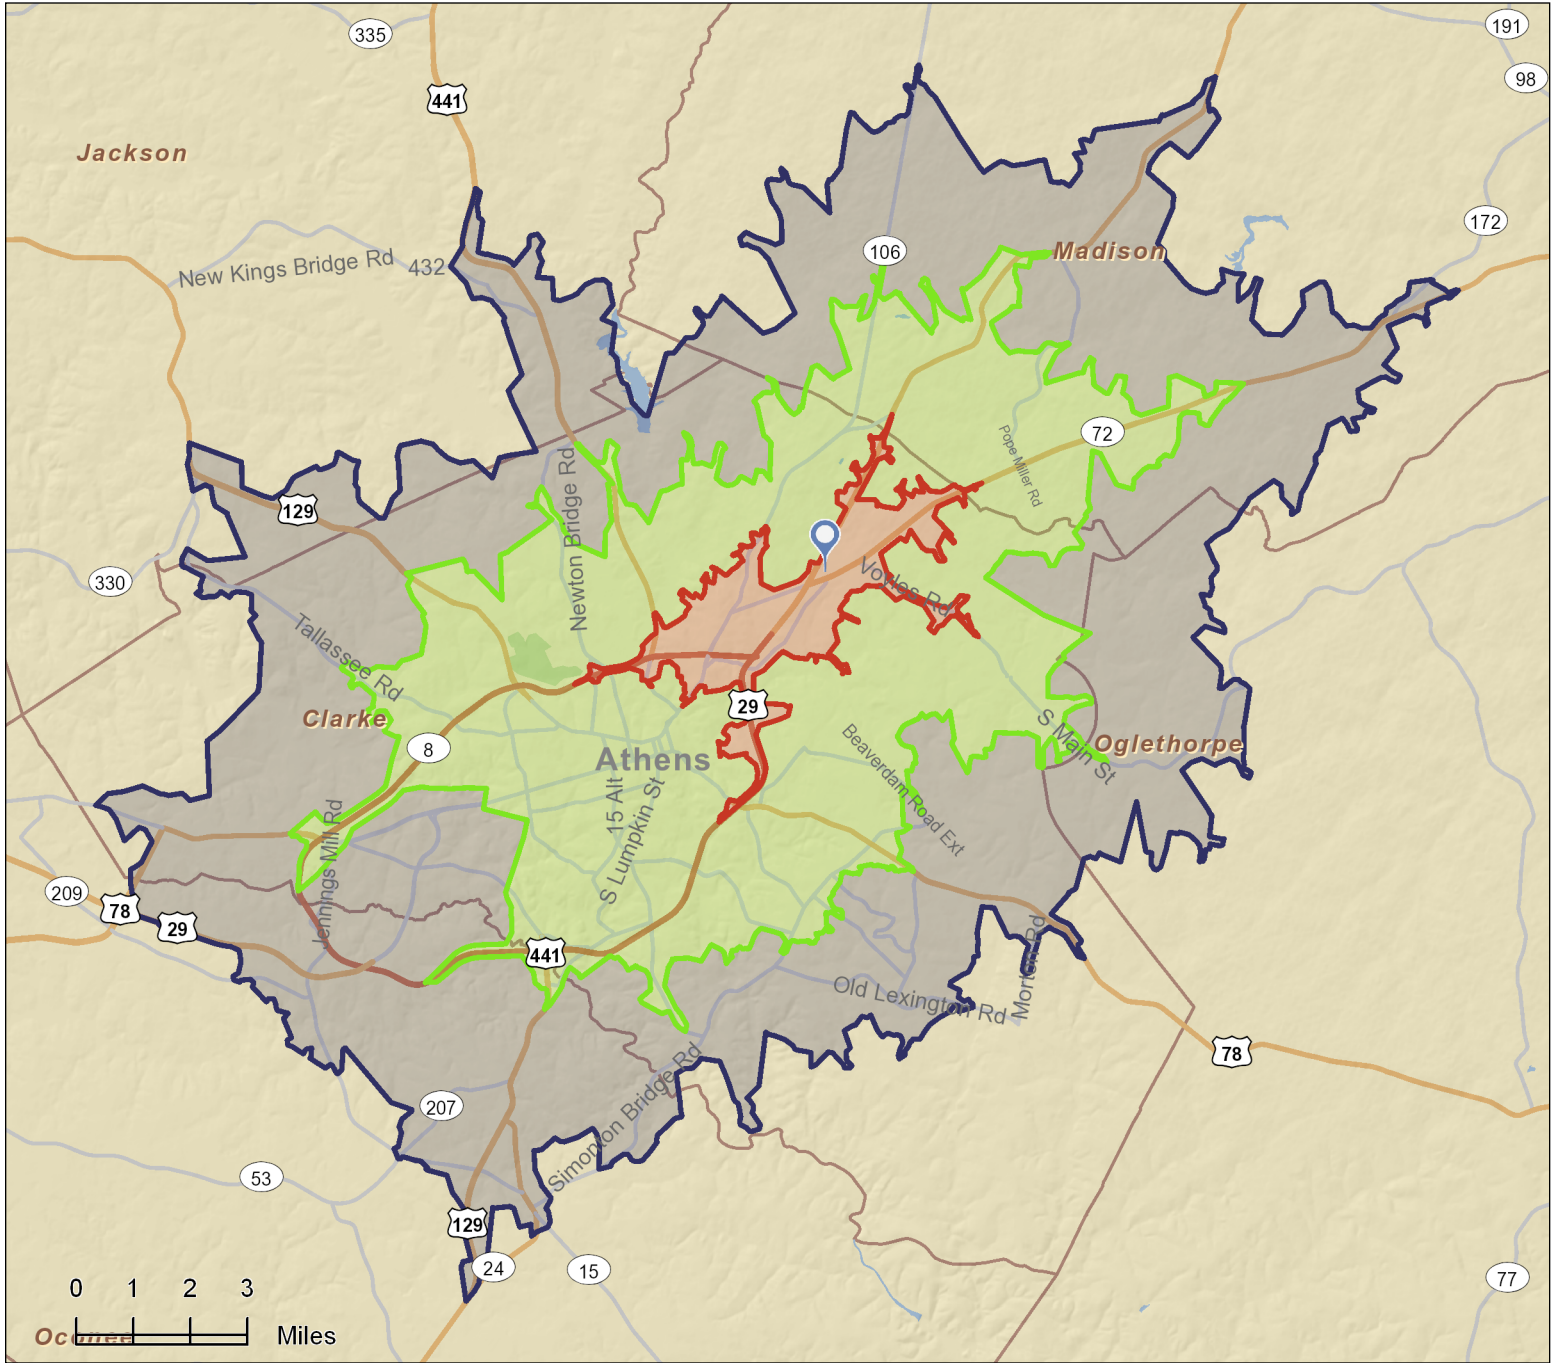 335
191
98
441
Jackson
172
106
Madison
New Kings Bridge Rd
432
72
Pope Miller Rd
129
Newton Bridge Rd
330
Voyles Rd
Tallassee Rd
29
Clarke
8
S Main St
Oglethorpe
Athens
Beaverdam Road Ext
15 Alt
S Lumpkin St
Jennings Mill Rd
209
78
29
441
Morton Rd
Old Lexington Rd
78
Simonton Bridge Rd
207
53
129
24
15
77
0 1 2 3
Miles
Oconee